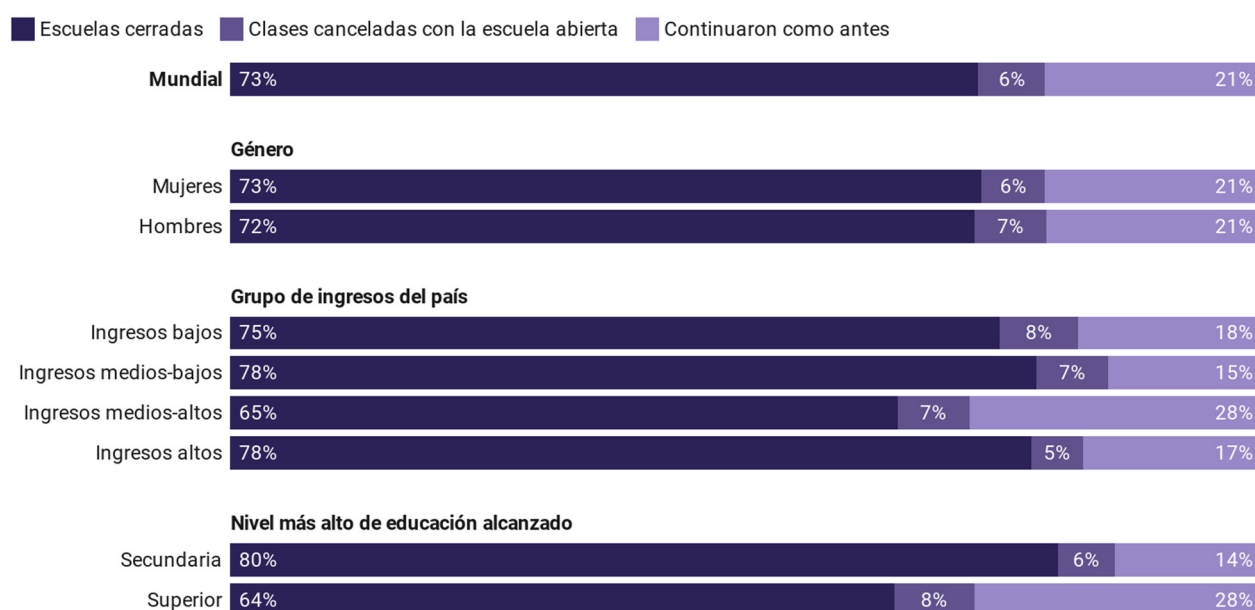 Escuelas cerradas Clases canceladas con la escuela abierta Continuaron como antes
Mundial 73% 6% 21%
Género
Mujeres 73% 6% 21%
Hombres 72% 7% 21%
Grupo de ingresos del país
Ingresos bajos 75% 8% 18%
Ingresos medios-bajos 78% 7% 15%
Ingresos medios-altos 65% 7% 28%
Ingresos altos 78% 5% 17%
Nivel más alto de educación alcanzado
Secundaria 80% 6% 14%
Superior 64% 8% 28%